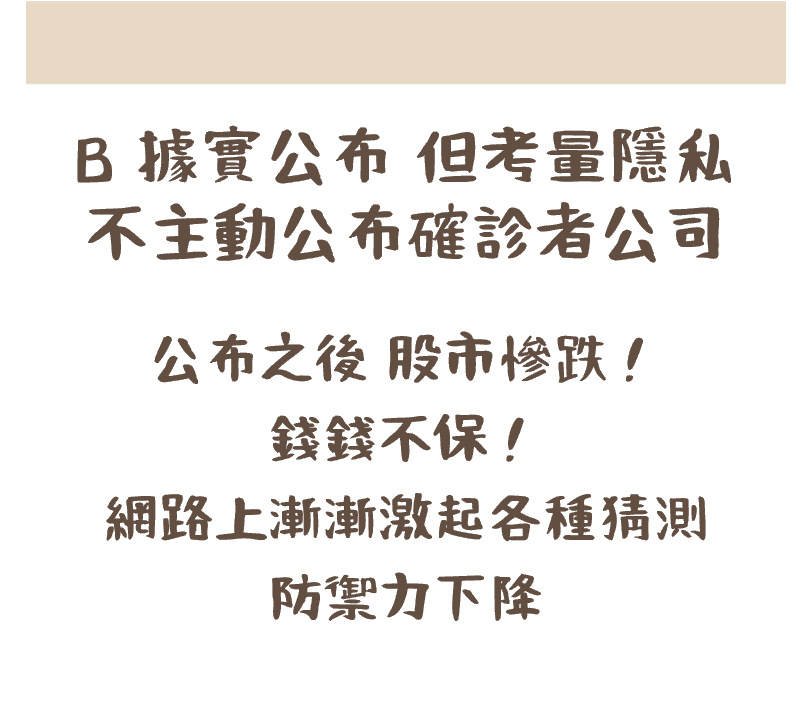 B 據實公布 但考量隱私
不主動公布確診者公司
公布之後 股市慘跌！
錢錢不保！
網路上漸漸激起各種猜測
防禦力下降